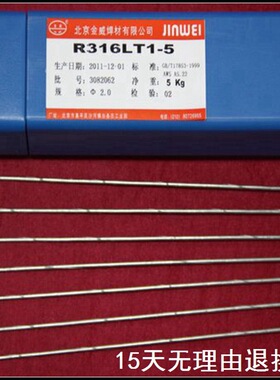 北京金威焊材有限公司 JINWEI
R316LT1-5
生产日期: 2011-12-01 标 准: GB/T17853-1999
AWS A5.22
批 号: 3082062 净 重: 5 Kg
规 格: Φ 2.0 检 验: 02
15天无理由退换